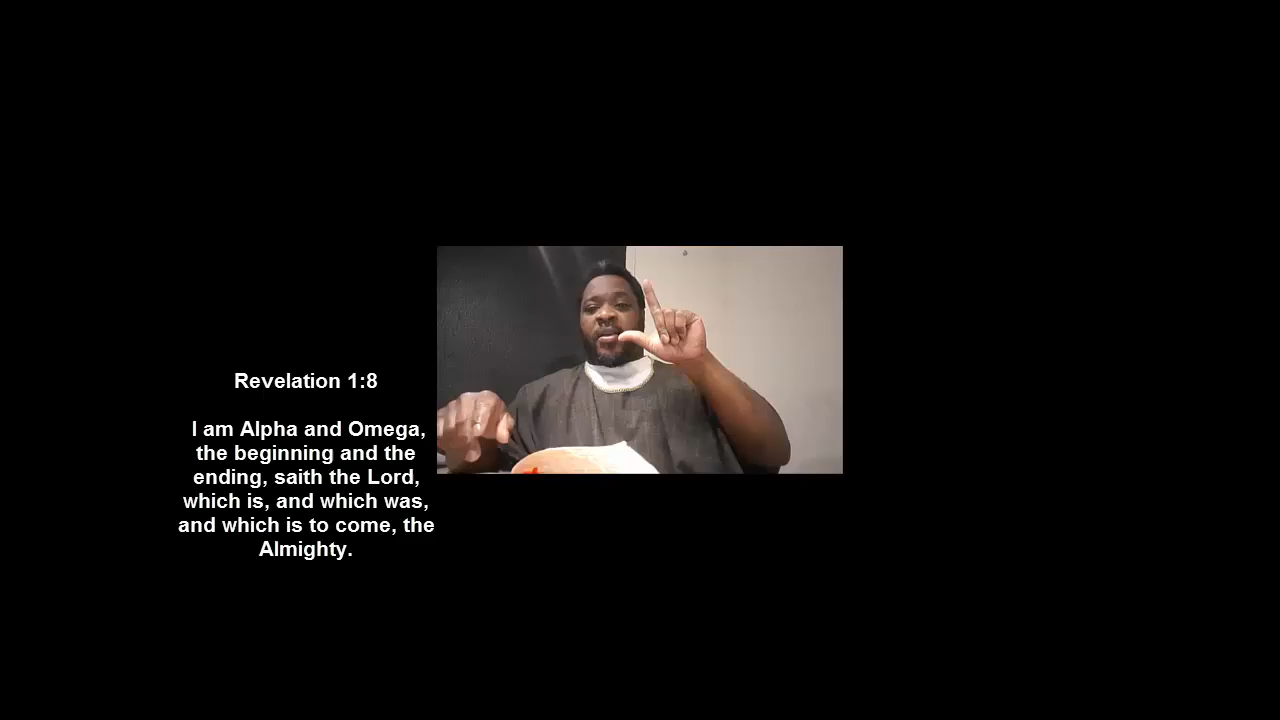 Revelation 1:8
I am Alpha and Omega,
the beginning and the
ending, saith the Lord,
which is, and which was,
and which is to come, the
Almighty.